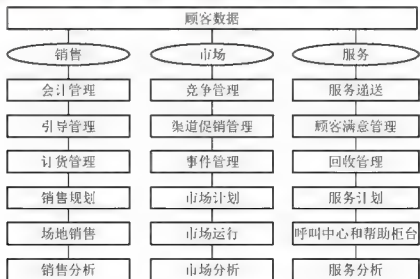 顾客数据
销售
市场
服务
会计管理
竞争管理
服务递送
引导管理
渠道促销管理
顾客满意管理
订货管理
事件管理
回收管理
销售规划
市场计划
服务计划
场地销售
市场运行
呼叫中心和帮助柜台
销售分析
市场分析
服务分析